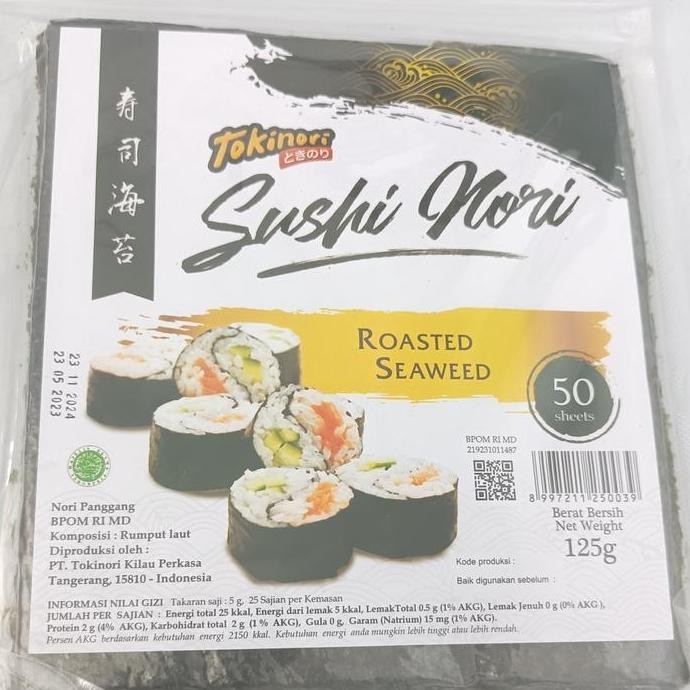 寿司海苔
Tokinori
ときのり
Sushi Nori
ROASTED
SEAWEED
50
sheets
23 11 2024
23 05 2023
BPOM RI MD
219231011487
8 997211 250039
Berat Bersih
Net Weight
125g
Nori Panggang
BPOM RI MD
Komposisi : Rumput laut
Diproduksi oleh :
PT. Tokinori Kilau Perkasa
Tangerang, 15810 - Indonesia
Kode produksi :
Baik digunakan sebelum :
INFORMASI NILAI GIZI Takaran saji : 5 g, 25 Sajian per Kemasan
JUMLAH PER SAJIAN : Energi total 25 kkal, Energi dari lemak 5 kkal, LemakTotal 0.5 g (1% AKG), Lemak Jenuh 0 g (0% AKG ),
Protein 2 g (4% AKG), Karbohidrat total 2 g (1 % AKG), Gula 0 g, Garam (Natrium) 15 mg (1% AKG).
Persen AKG berdasarkan kebutuhan energi 2150 kkal. Kebutuhan energi anda mungkin lebih tinggi atau lebih rendah.